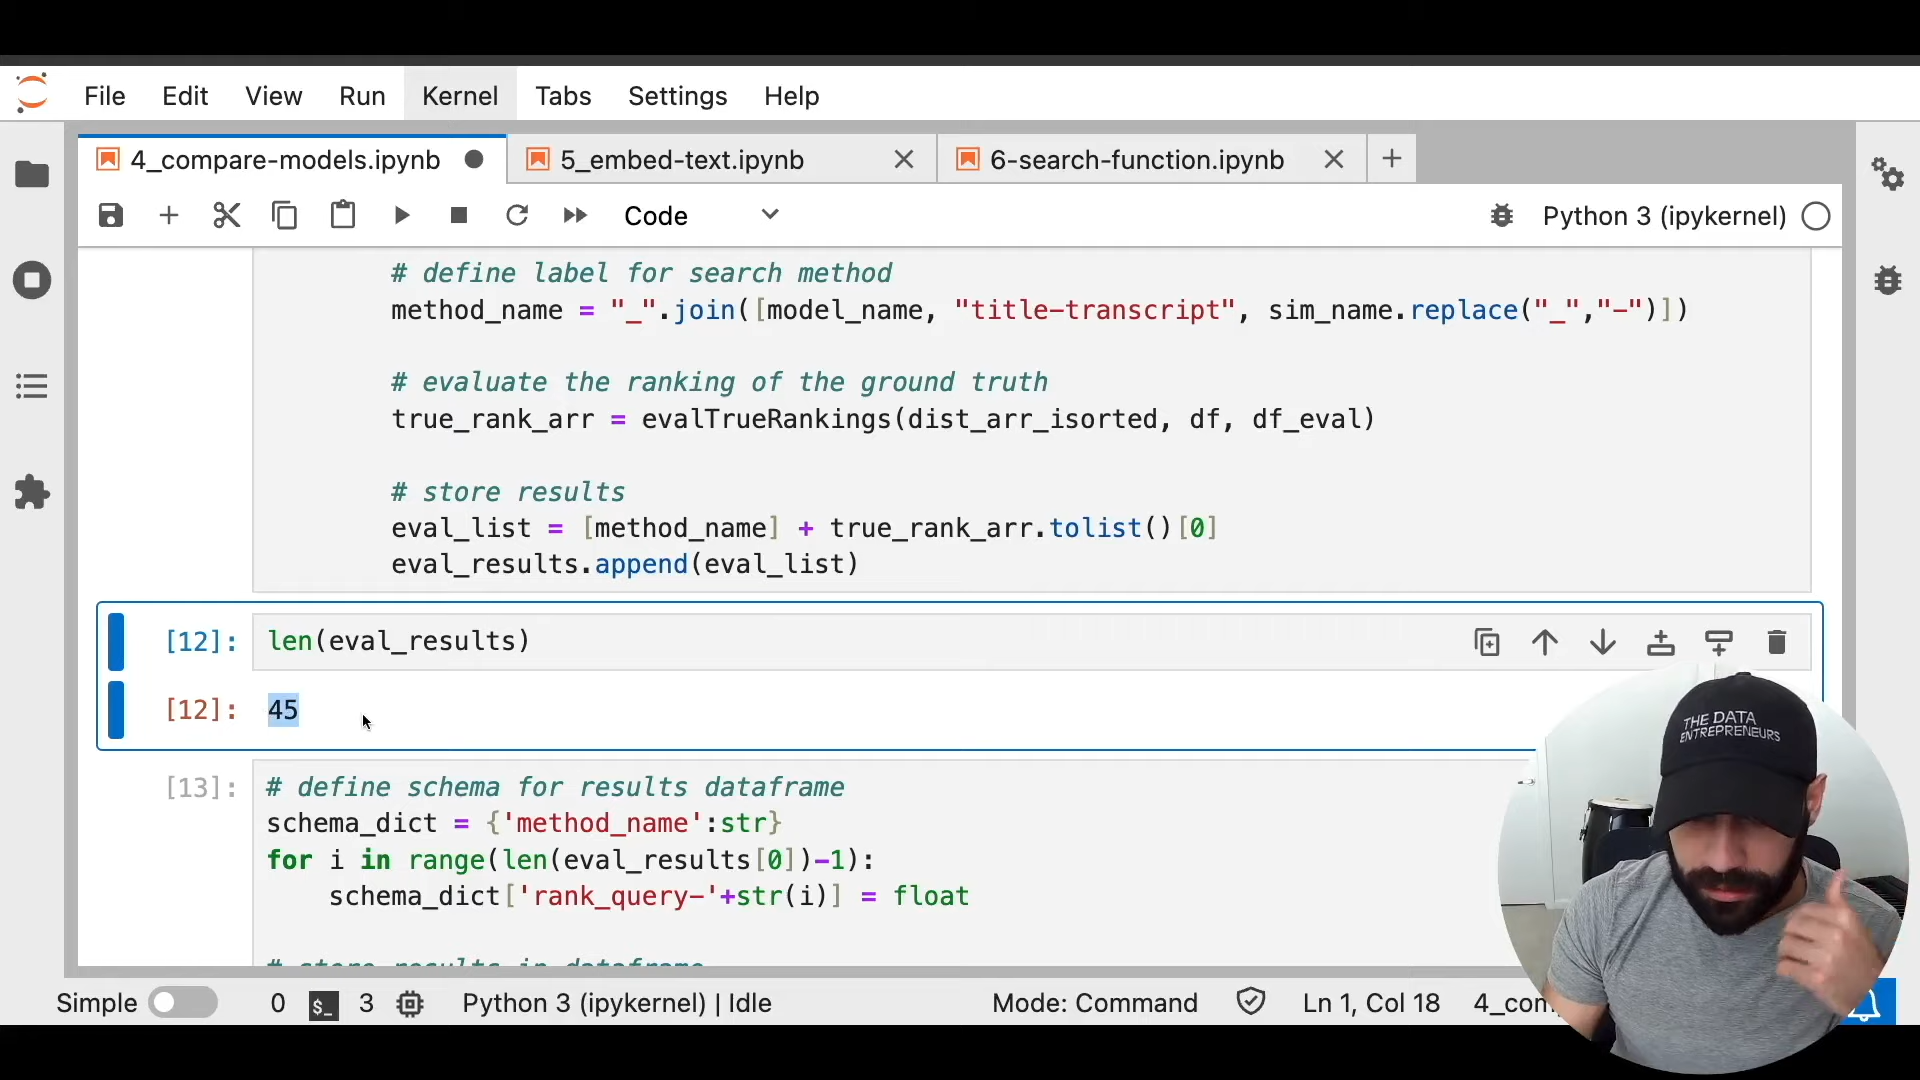 File Edit View Run Kernel Tabs Settings Help
4_compare-models.ipynb 5_embed-text.ipynb 6-search-function.ipynb
Code Python 3 (ipykernel)
# define label for search method
method_name = "_".join([model_name, "title-transcript", sim_name.replace("_","-")])
# evaluate the ranking of the ground truth
true_rank_arr = evalTrueRankings(dist_arr_isorted, df, df_eval)
# store results
eval_list = [method_name] + true_rank_arr.tolist()[0]
eval_results.append(eval_list)
[12]: len(eval_results)
[12]: 45
[13]: # define schema for results dataframe
schema_dict = {'method_name':str}
for i in range(len(eval_results[0])-1):
schema_dict['rank_query-'+str(i)] = float
# store results in dataframe
THE DATA
ENTREPRENEURS
Simple 0 $_ 3 Python 3 (ipykernel) | Idle Mode: Command Ln 1, Col 18